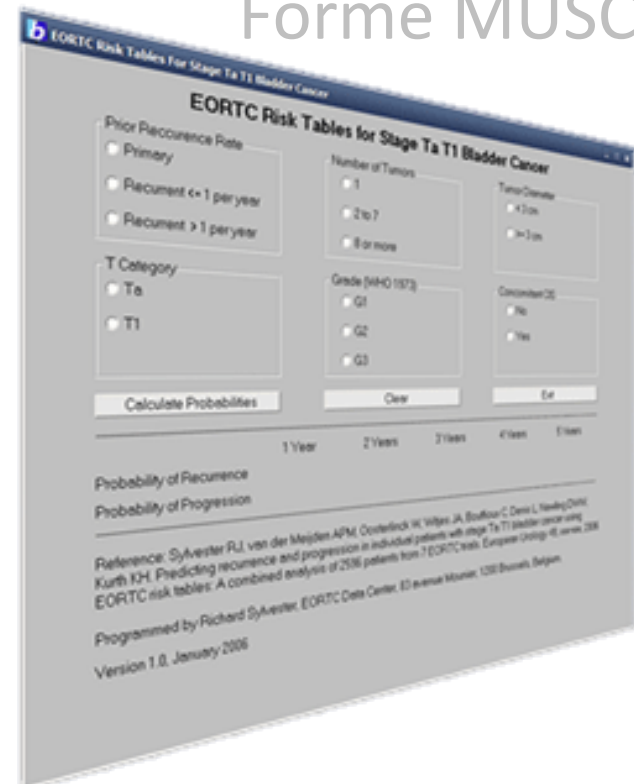 Forme MUSC
EORTC Risk Tables For Stage Ta T1 Bladder Cancer
EORTC Risk Tables for Stage Ta T1 Bladder Cancer
Prior Reccurence Rate
Primary
Recurrent <= 1 per year
Recurrent > 1 per year
Number of Tumors
1
2 to 7
8 or more
Tumor Diameter
< 3 cm
>= 3 cm
T Category
Ta
T1
Grade (WHO 1973)
G1
G2
G3
Concomitant CIS
No
Yes
Calculate Probabilities
Clear
Exit
1 Year 2 Years 3 Years 4 Years 5 Years
Probability of Recurrence
Probability of Progression
Reference: Sylvester RJ, van der Meijden APM, Oosterlinck W, Witjes JA, Bouffioux C, Denis L, Newling DWW,
Kurth KH. Predicting recurrence and progression in individual patients with stage Ta T1 bladder cancer using
EORTC risk tables: A combined analysis of 2596 patients from 7 EORTC trials. European Urology 49, 2006
Programmed by Richard Sylvester, EORTC Data Center, 83 avenue Mounier, 1200 Brussels, Belgium.
Version 1.0, January 2006